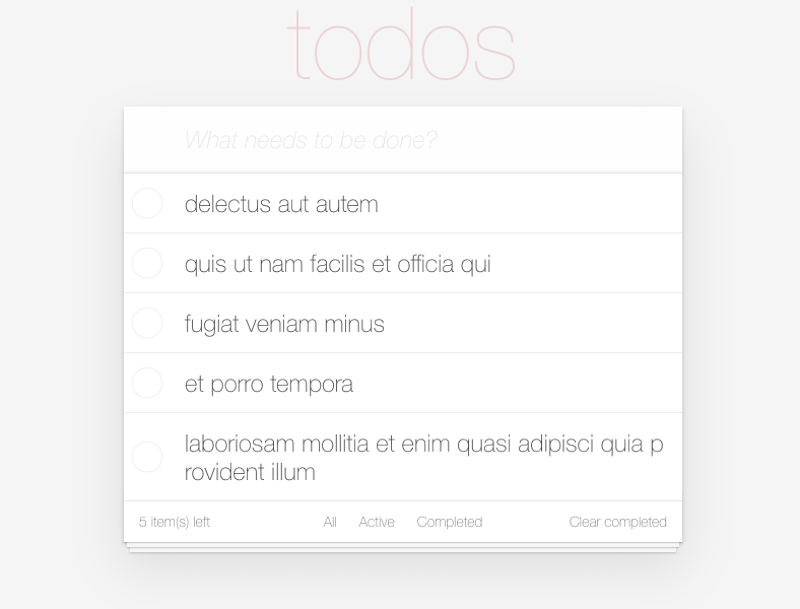 todos
What needs to be done?
delectus aut autem
quis ut nam facilis et officia qui
fugiat veniam minus
et porro tempora
laboriosam mollitia et enim quasi adipisci quia p
rovident illum
5 item(s) left All Active Completed Clear completed